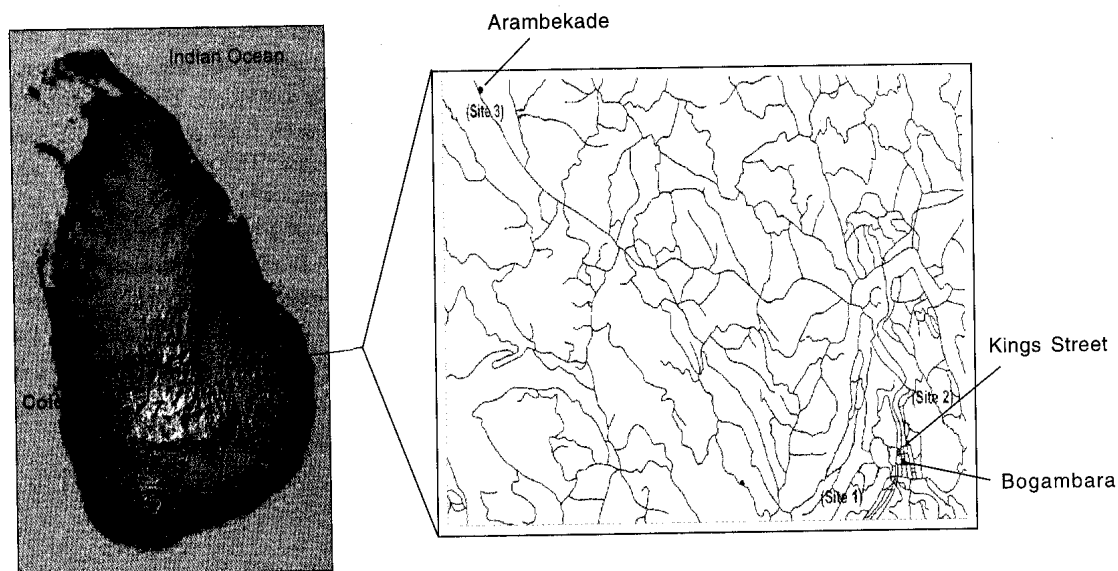 Arambekade
Indian Ocean
(Site 3)
Kings Street
(Site 2)
Bogambara
(Site 1)